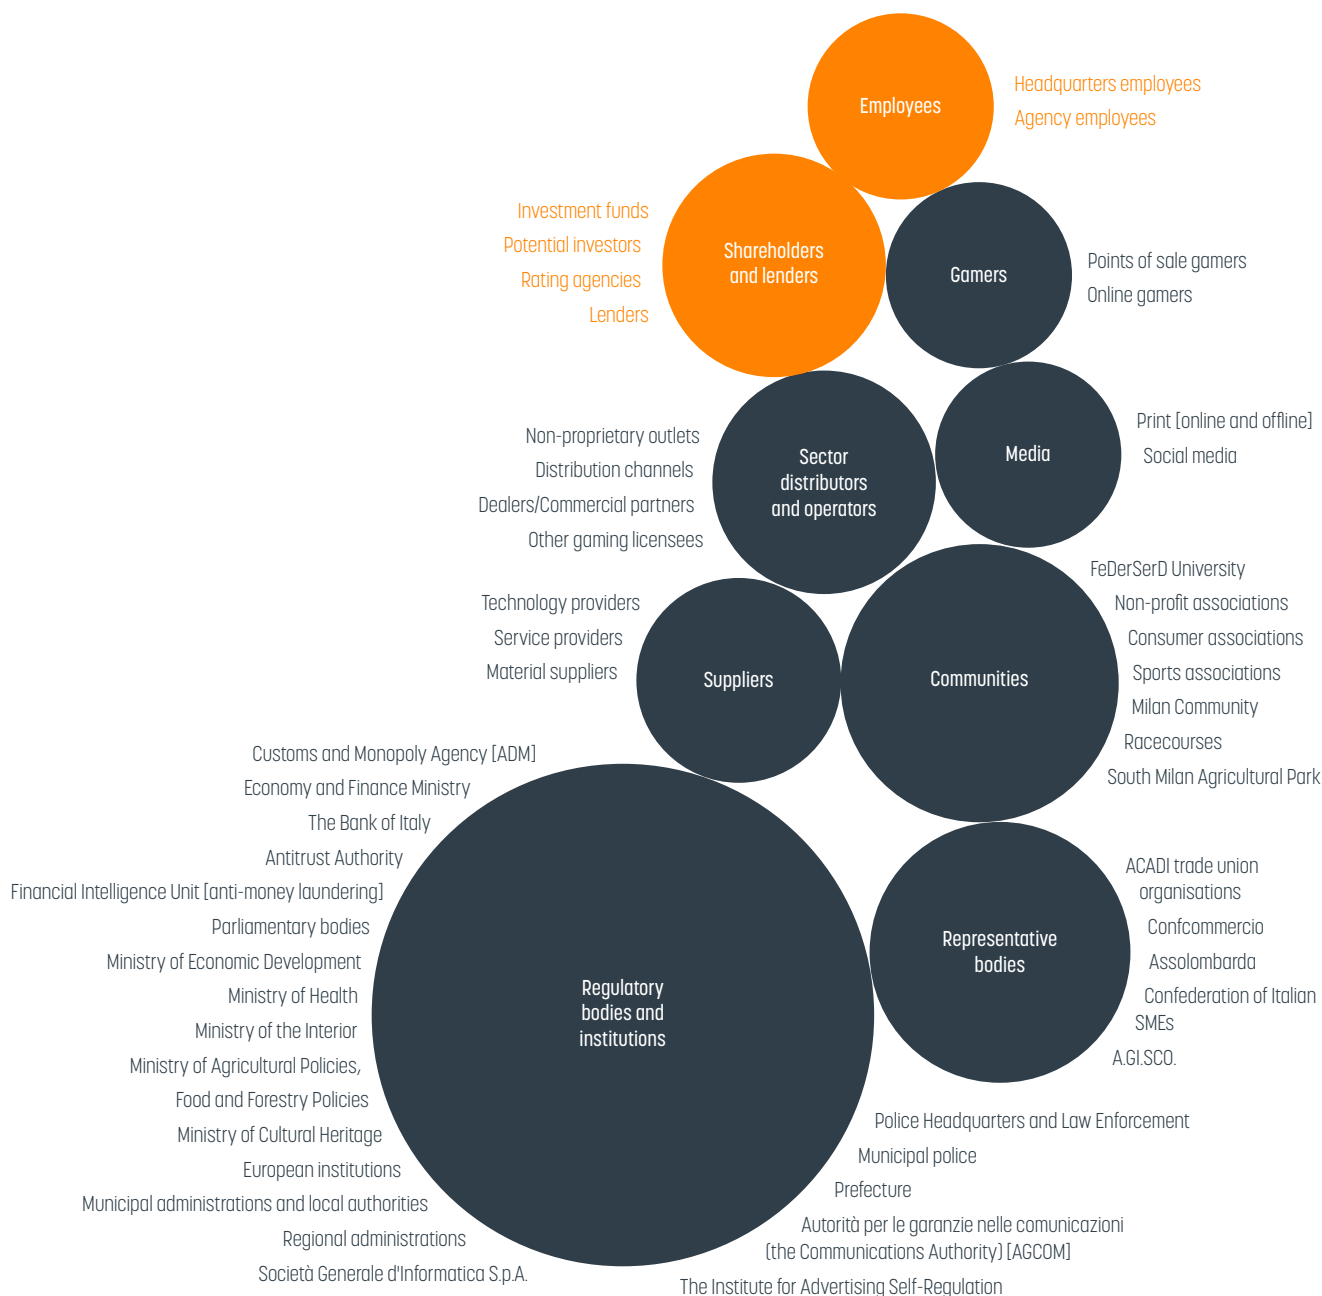 Employees
Headquarters employees
Agency employees
Investment funds
Potential investors
Rating agencies
Lenders
Shareholders
and lenders
Gamers
Points of sale gamers
Online gamers
Non-proprietary outlets
Distribution channels
Dealers/Commercial partners
Other gaming licensees
Sector
distributors
and operators
Media
Print [online and offline]
Social media
Technology providers
Service providers
Material suppliers
Suppliers
Communities
FeDerSerD University
Non-profit associations
Consumer associations
Sports associations
Milan Community
Racecourses
South Milan Agricultural Park
Customs and Monopoly Agency [ADM]
Economy and Finance Ministry
The Bank of Italy
Antitrust Authority
Financial Intelligence Unit [anti-money laundering]
Parliamentary bodies
Ministry of Economic Development
Ministry of Health
Ministry of the Interior
Ministry of Agricultural Policies,
Food and Forestry Policies
Ministry of Cultural Heritage
European institutions
Municipal administrations and local authorities
Regional administrations
Società Generale d'Informatica S.p.A.
Regulatory
bodies and
institutions
Representative
bodies
ACADI trade union
organisations
Confcommercio
Assolombarda
Confederation of Italian
SMEs
A.GI.SCO.
Police Headquarters and Law Enforcement
Municipal police
Prefecture
Autorità per le garanzie nelle comunicazioni
(the Communications Authority) [AGCOM]
The Institute for Advertising Self-Regulation